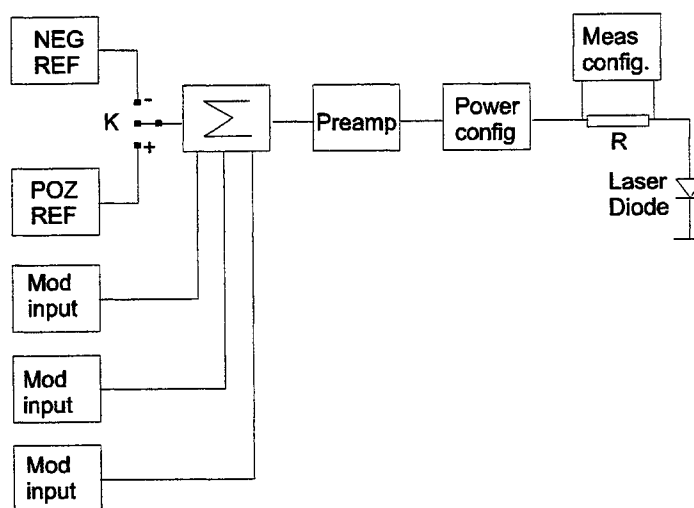 NEG
REF
Meas
config.
K
-
+
Σ
Preamp
Power
config
R
Laser
Diode
POZ
REF
Mod
input
Mod
input
Mod
input